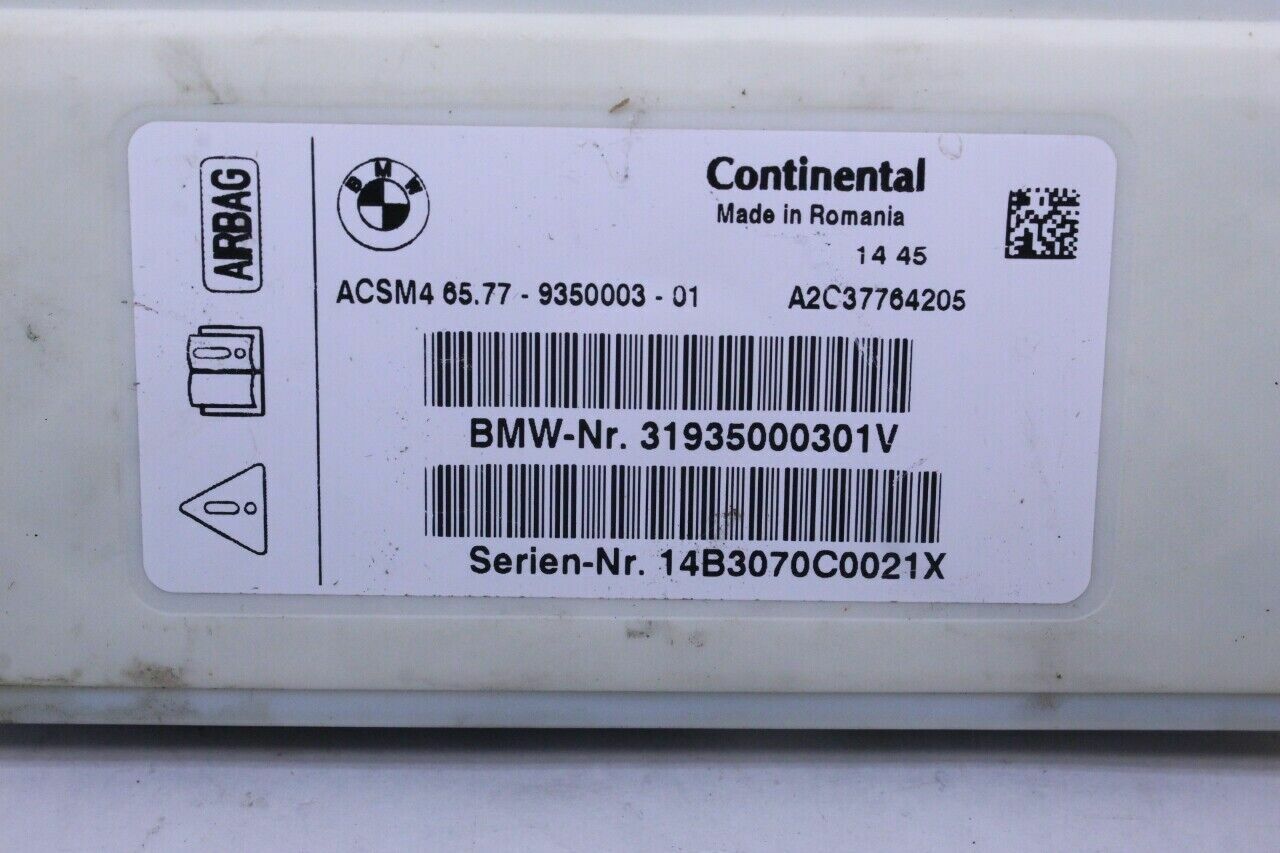 AIRBAG
BMW
Continental
Made in Romania
14 45
ACSM4 65.77 - 9350003 - 01 A2C37764205
BMW-Nr. 31935000301V
Serien-Nr. 14B3070C0021X